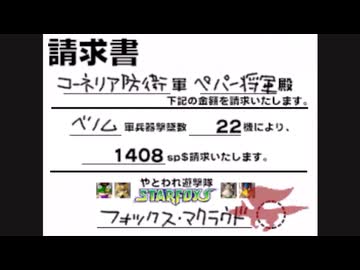 請求書
コーネリア防衛軍 ペパー将軍殿
下記の金額を請求いたします。
ベノム 軍兵器撃墜数 22 機により、
1408 sp$請求いたします。
やとわれ遊撃隊
STARFOX
フォックス・マクラウド